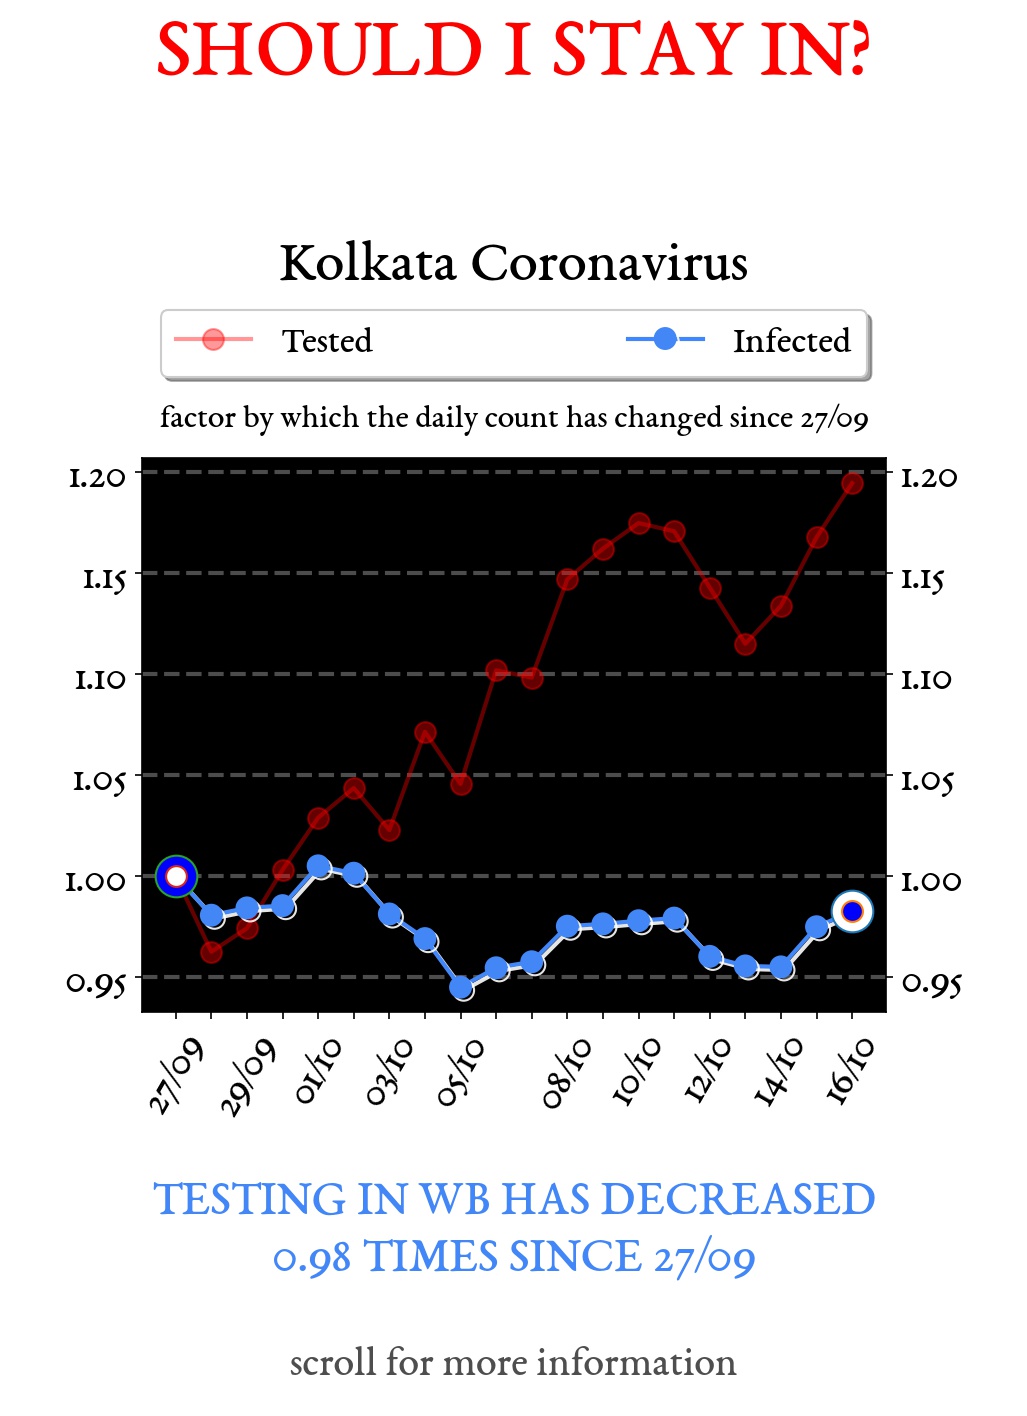 SHOULD I STAY IN?
Kolkata Coronavirus
Tested Infected
factor by which the daily count has changed since 27/09
1.20 1.20
1.15 1.15
1.10 1.10
1.05 1.05
1.00 1.00
0.95 0.95
27/09 29/09 01/10 03/10 05/10 08/10 10/10 12/10 14/10 16/10
TESTING IN WB HAS DECREASED
0.98 TIMES SINCE 27/09
scroll for more information